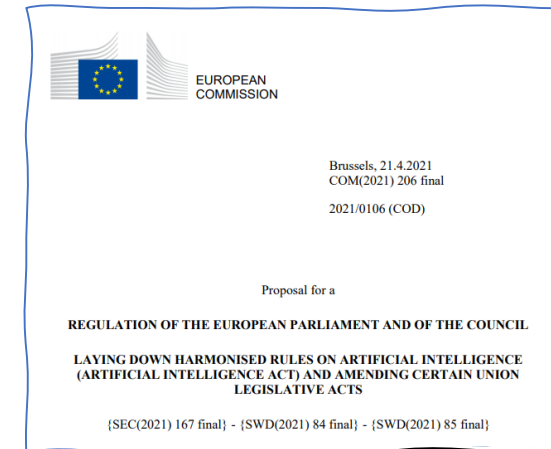 EUROPEAN
COMMISSION
Brussels, 21.4.2021
COM(2021) 206 final
2021/0106 (COD)
Proposal for a
REGULATION OF THE EUROPEAN PARLIAMENT AND OF THE COUNCIL
LAYING DOWN HARMONISED RULES ON ARTIFICIAL INTELLIGENCE
(ARTIFICIAL INTELLIGENCE ACT) AND AMENDING CERTAIN UNION
LEGISLATIVE ACTS
{SEC(2021) 167 final} - {SWD(2021) 84 final} - {SWD(2021) 85 final}